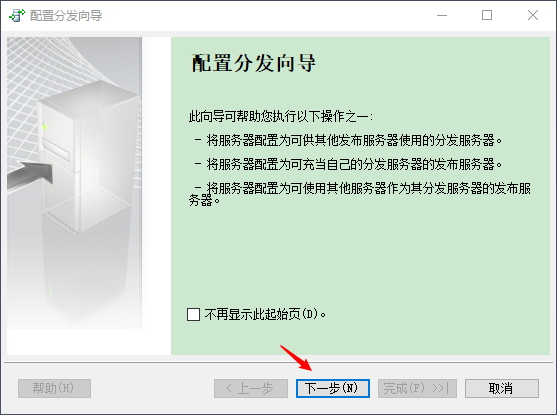 配置分发向导
配置分发向导
此向导可帮助您执行以下操作之一:
- 将服务器配置为可供其他发布服务器使用的分发服务器。
- 将服务器配置为可充当自己的分发服务器的发布服务器。
- 将服务器配置为可使用其他服务器作为其分发服务器的发布服
务器。
不再显示此起始页(D)。
帮助(H)
< 上一步
下一步(N)
完成(F) >>|
取消